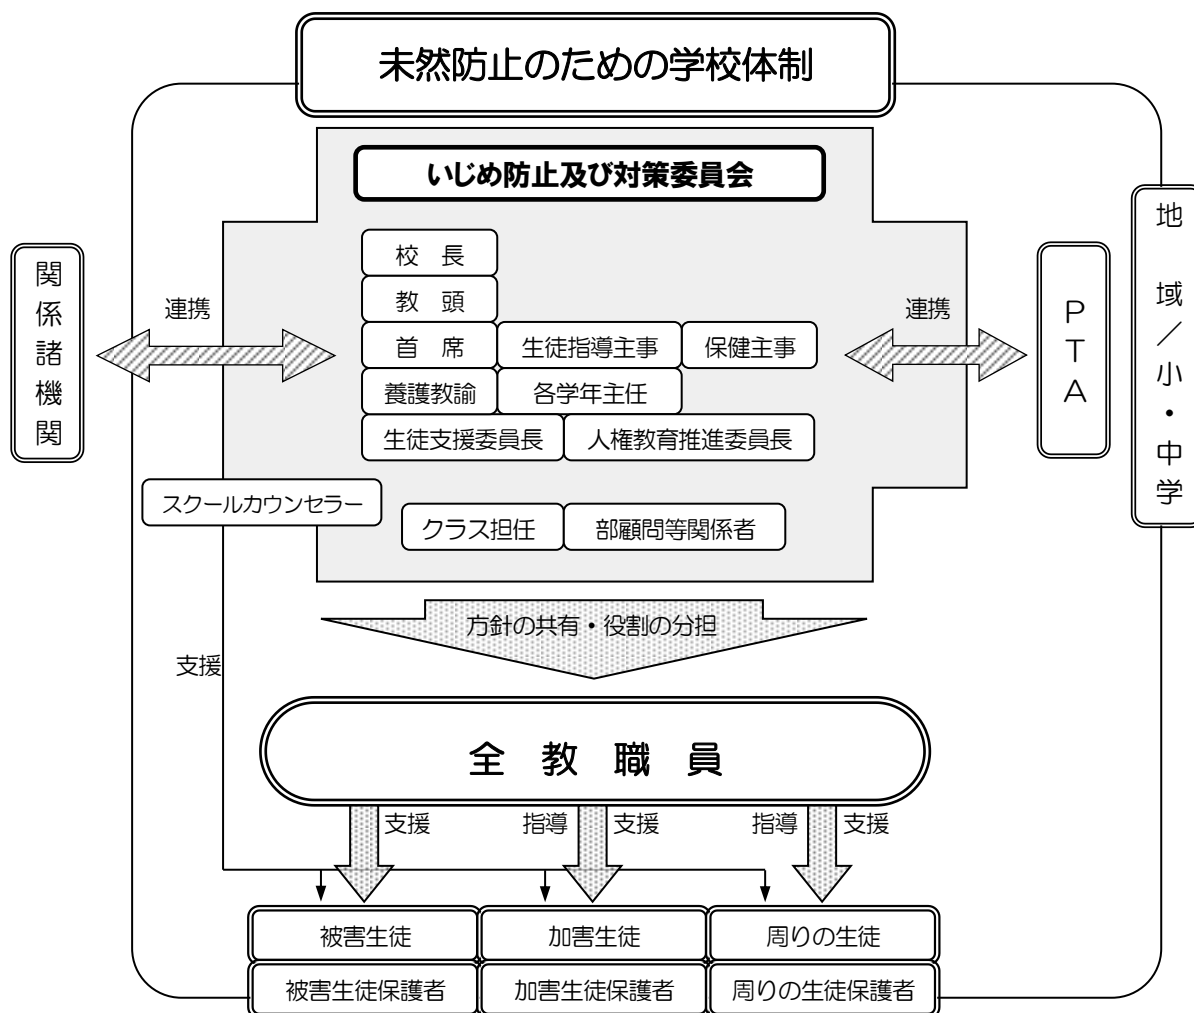 未然防止のための学校体制
いじめ防止及び対策委員会
校 長
教 頭
首 席 生徒指導主事 保健主事
養護教諭 各学年主任
生徒支援委員長 人権教育推進委員長
スクールカウンセラー
クラス担任 部顧問等関係者
関係諸機関
連携
連携
PTA
地 域/小・中学
方針の共有・役割の分担
支援
全 教 職 員
支援 指導 支援 指導 支援
被害生徒 加害生徒 周りの生徒
被害生徒保護者 加害生徒保護者 周りの生徒保護者